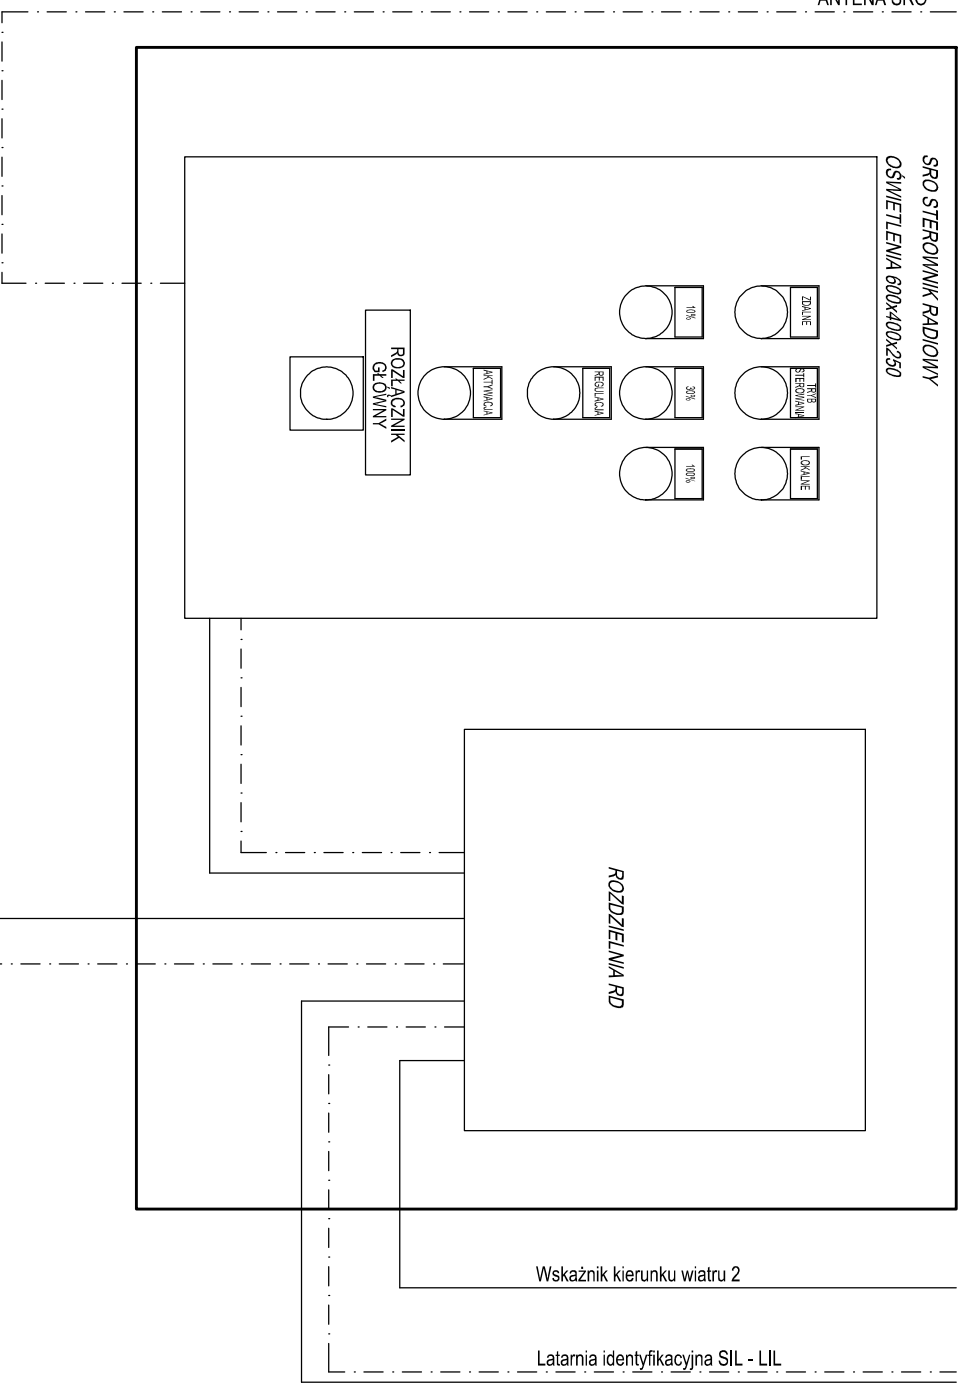 ANTENA SRO
SRO STEROWNIK RADIOWY
OŚWIETLENIA 600x400x250
ZDALNE
TRYB
STEROWANIA
LOKALNE
10%
30%
100%
REGULACJA
AKTYWACJA
ROZŁĄCZNIK
GŁÓWNY
ROZDZIELNIA RD
Wskaźnik kierunku wiatru 2
Latarnia identyfikacyjna SIL - LIL